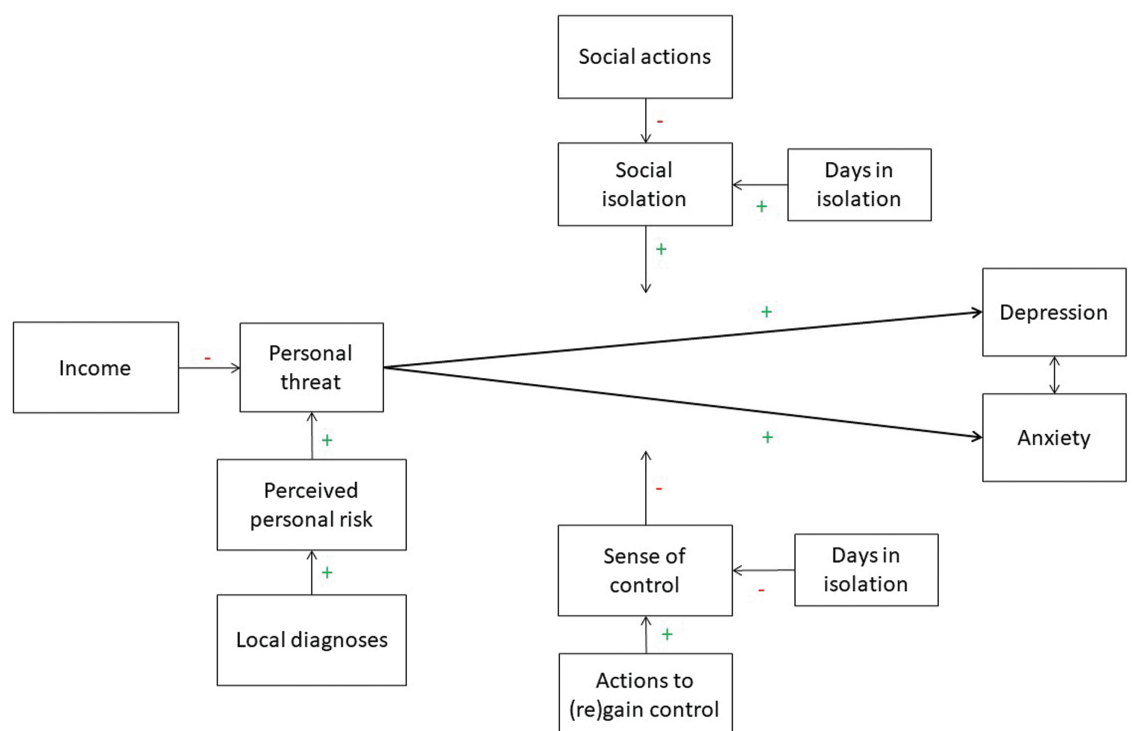 Social actions
-
Social
isolation
Days in
isolation
+
+
Income
-
Personal
threat
+
Depression
+
Anxiety
+
Perceived
personal risk
+
Local diagnoses
-
Sense of
control
-
Days in
isolation
+
Actions to
(re)gain control